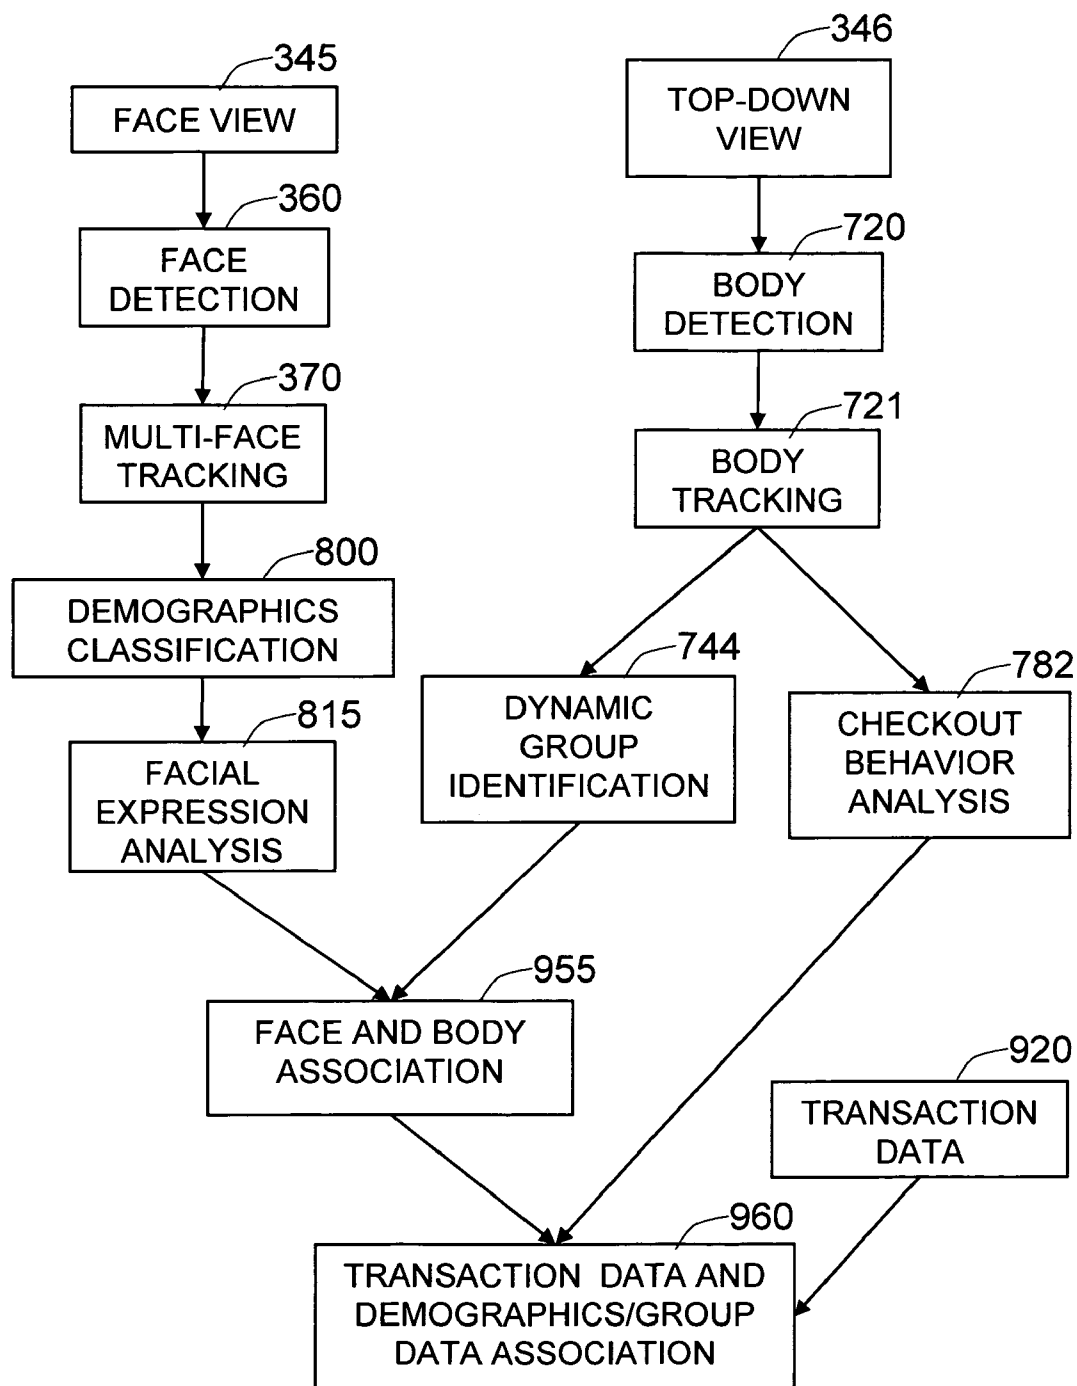 345
FACE VIEW
346
TOP-DOWN
VIEW
360
FACE
DETECTION
720
BODY
DETECTION
370
MULTI-FACE
TRACKING
721
BODY
TRACKING
800
DEMOGRAPHICS
CLASSIFICATION
744
DYNAMIC
GROUP
IDENTIFICATION
782
CHECKOUT
BEHAVIOR
ANALYSIS
815
FACIAL
EXPRESSION
ANALYSIS
955
FACE AND BODY
ASSOCIATION
920
TRANSACTION
DATA
960
TRANSACTION DATA AND
DEMOGRAPHICS/GROUP
DATA ASSOCIATION